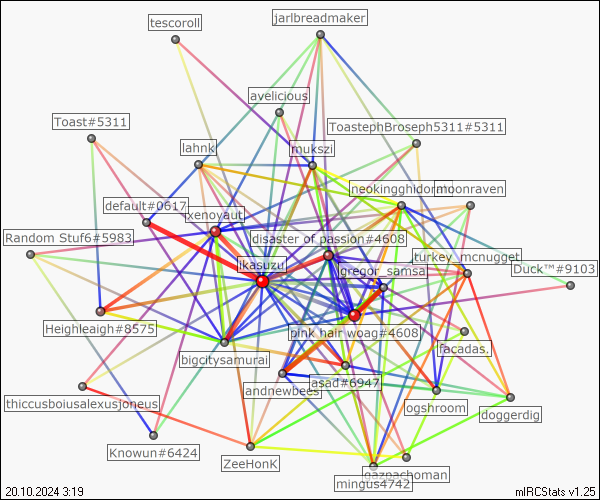 tescoroll
jarlbreadmaker
avelicious
Toast#5311
ToastephBroseph5311#5311
lahnk
mukszi
neokingghidorah
moonraven
default#0617
xenoyaut.
Random Stuf6#5983
disaster of passion#4608
ikasuzu
gregor_samsa
turkey_mcnugget
Duck™#9103
Heighleaigh#8575
pink hair woag#4608
facadas.
bigcitysamurai
asad#6947
andnewbees
thiccusboiusalexusjoneus
logshroom
doggerdig
Knowun#6424
ZeeHonK
gazpachoman
mingus4742
20.10.2024 3:19
mIRCStats v1.25